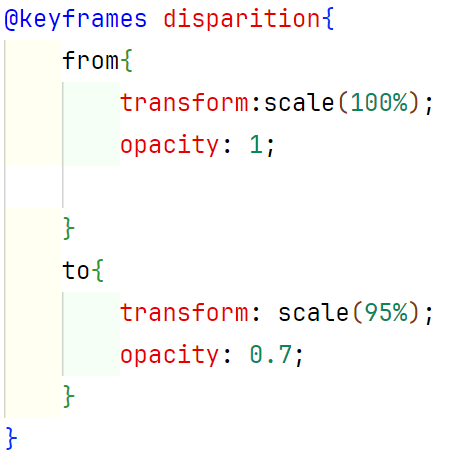 @keyframes disparition{
    from{
        transform:scale(100%);
        opacity: 1;
    }
    to{
        transform: scale(95%);
        opacity: 0.7;
    }
}